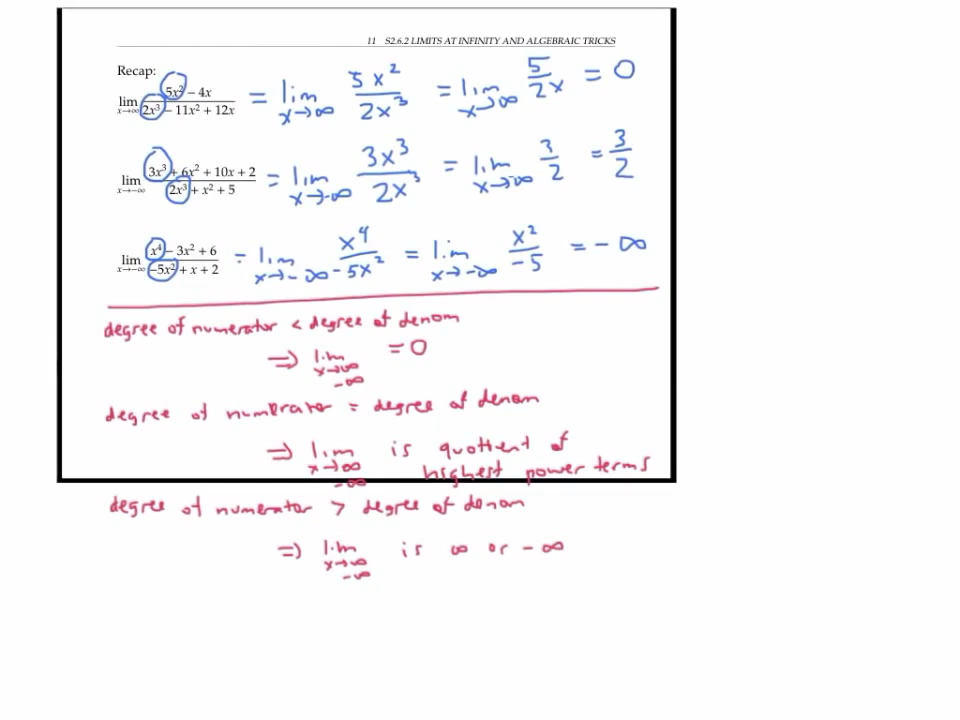 11 S2.6.2 LIMITS AT INFINITY AND ALGEBRAIC TRICKS
Recap:
lim x→∞ (5x² − 4x)/(2x³ − 11x² + 12x) = lim x→∞ 5x²/2x³ = lim x→∞ 5/2x = 0
lim x→−∞ (3x³ + 6x² + 10x + 2)/(2x³ + x² + 5) = lim x→−∞ 3x³/2x³ = lim x→−∞ 3/2 = 3/2
lim x→−∞ (x⁴ − 3x² + 6)/(−5x² + x + 2) = lim x→−∞ x⁴/−5x² = lim x→−∞ x²/−5 = −∞
degree of numerator < degree of denom
⇒ lim x→∞ −∞ = 0
degree of numerator = degree of denom
⇒ lim x→∞ −∞ is quotient of
highest power terms
degree of numerator > degree of denom
⇒ lim x→∞ −∞ is ∞ or −∞